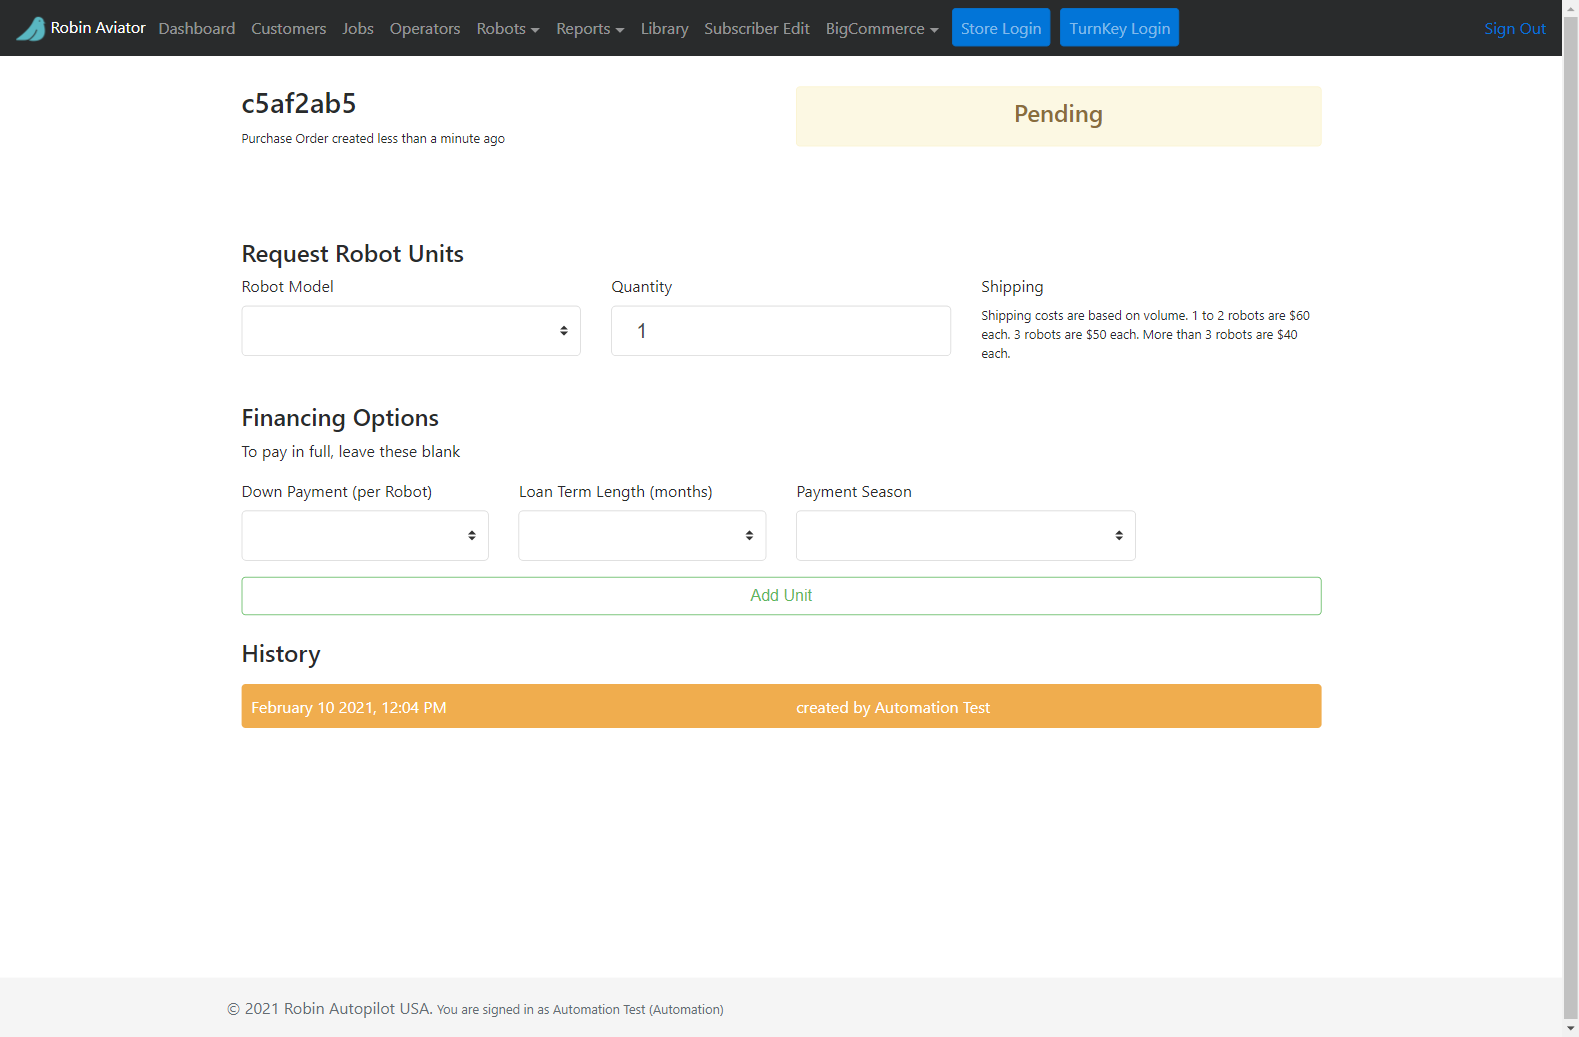 Robin Aviator Dashboard Customers Jobs Operators Robots Reports Library Subscriber Edit BigCommerce Store Login TurnKey Login Sign Out
c5af2ab5
Purchase Order created less than a minute ago
Pending
Request Robot Units
Robot Model
Quantity
1
Shipping
Shipping costs are based on volume. 1 to 2 robots are $60
each. 3 robots are $50 each. More than 3 robots are $40
each.
Financing Options
To pay in full, leave these blank
Down Payment (per Robot)
Loan Term Length (months)
Payment Season
Add Unit
History
February 10 2021, 12:04 PM
created by Automation Test
© 2021 Robin Autopilot USA. You are signed in as Automation Test (Automation)